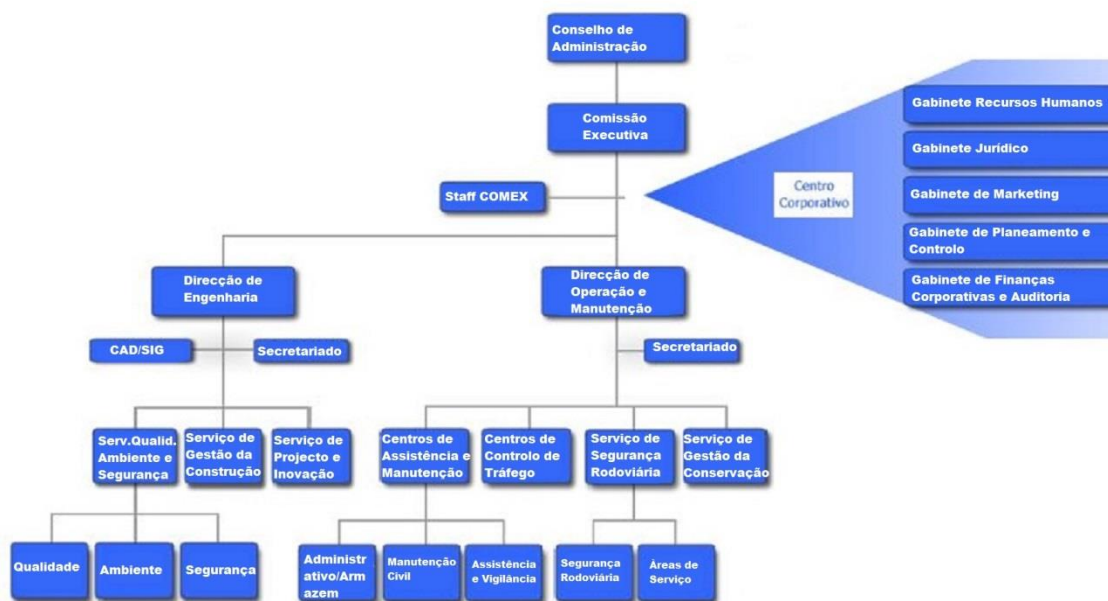 Conselho de
Administração
Comissão
Executiva
Gabinete Recursos Humanos
Gabinete Jurídico
Centro
Corporativo
Gabinete de Marketing
Staff COMEX
Gabinete de Planeamento e
Controlo
Gabinete de Finanças
Corporativas e Auditoria
Direcção de
Engenharia
Direcção de
Operação e
Manutenção
CAD/SIG
Secretariado
Secretariado
Serv.Qualid.
Ambiente e
Segurança
Serviço de
Gestão da
Construção
Serviço de
Projecto e
Inovação
Centros de
Assistência e
Manutenção
Centros de
Controlo de
Tráfego
Serviço de
Segurança
Rodoviária
Serviço de
Gestão da
Conservação
Qualidade
Ambiente
Segurança
Administr
ativo/Arm
azem
Manutenção
Civil
Assistência
e Vigilância
Segurança
Rodoviária
Áreas de
Serviço